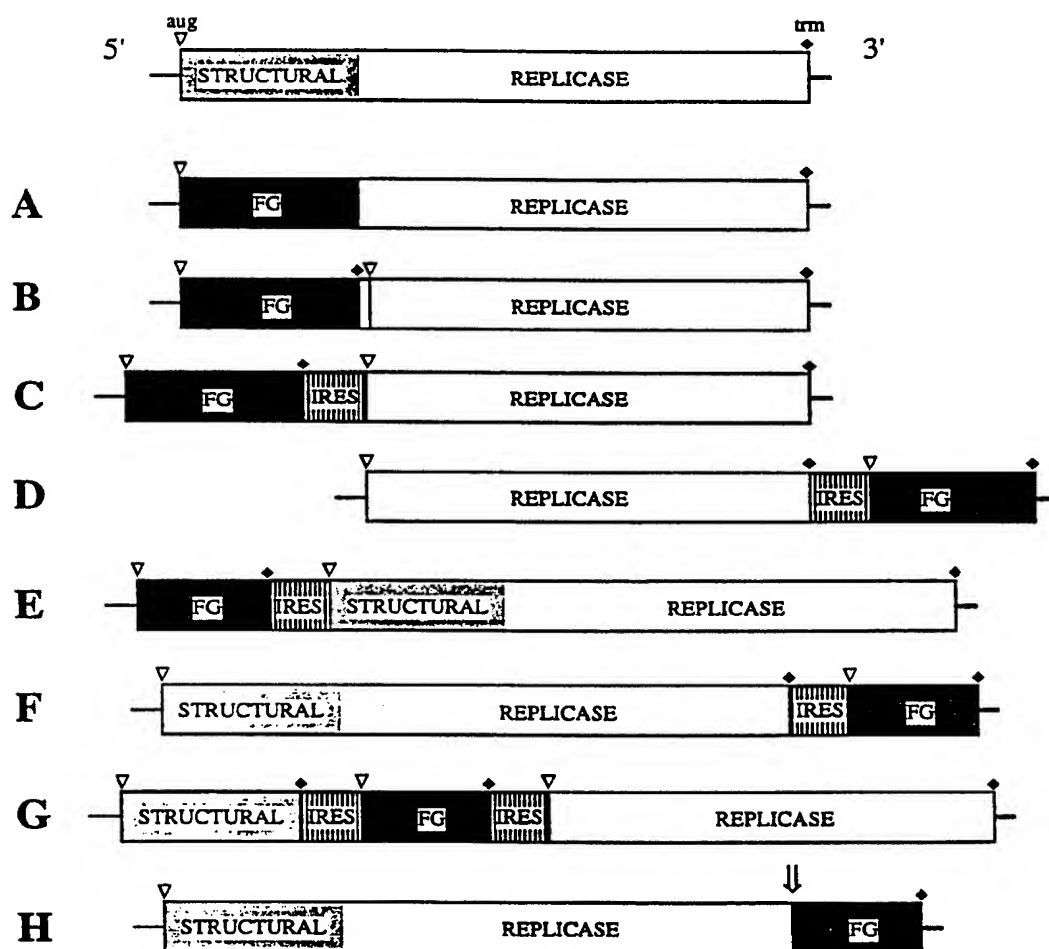 aug trm
5' 3'
STRUCTURAL REPLICASE
A FG REPLICASE
B FG REPLICASE
C FG IRES REPLICASE
D REPLICASE IRES FG
E FG IRES STRUCTURAL REPLICASE
F STRUCTURAL REPLICASE IRES FG
G STRUCTURAL IRES FG IRES REPLICASE
H STRUCTURAL REPLICASE FG